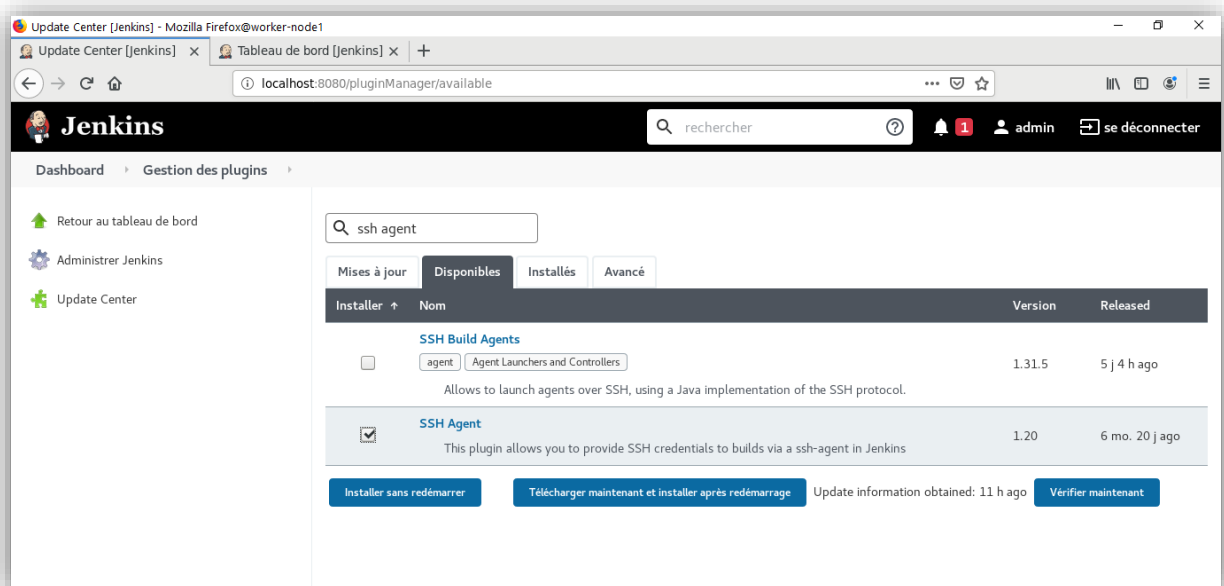 Update Center [Jenkins] - Mozilla Firefox@worker-node1
Update Center [Jenkins] Tableau de bord [Jenkins]
localhost:8080/pluginManager/available
Jenkins rechercher 1 admin se déconnecter
Dashboard Gestion des plugins
Retour au tableau de bord
Administrer Jenkins
Update Center
ssh agent
Mises à jour Disponibles Installés Avancé
Installer ↑ Nom Version Released
SSH Build Agents
agent Agent Launchers and Controllers
1.31.5 5 j 4 h ago
Allows to launch agents over SSH, using a Java implementation of the SSH protocol.
SSH Agent
1.20 6 mo. 20 j ago
This plugin allows you to provide SSH credentials to builds via a ssh-agent in Jenkins
Installer sans redémarrer Télécharger maintenant et installer après redémarrage Update information obtained: 11 h ago Vérifier maintenant